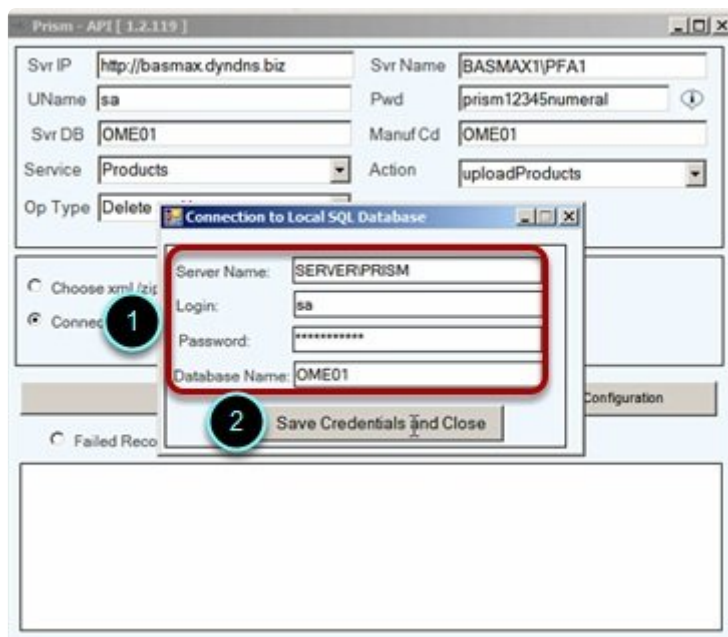 Prism - API [ 1.2.119 ]
Svr IP http://basmax.dyndns.biz Svr Name BASMAX1\PFA1
UName sa Pwd prism12345numeral
Svr DB OME01 Manuf Cd OME01
Service Products Action uploadProducts
Op Type Delete
Connection to Local SQL Database
Server Name: SERVER\PRISM
Choose xml /zip
Login: sa
Connec 1
Password: ***********
Database Name: OME01
Configuration
2 Save Credentials and Close
Failed Reco